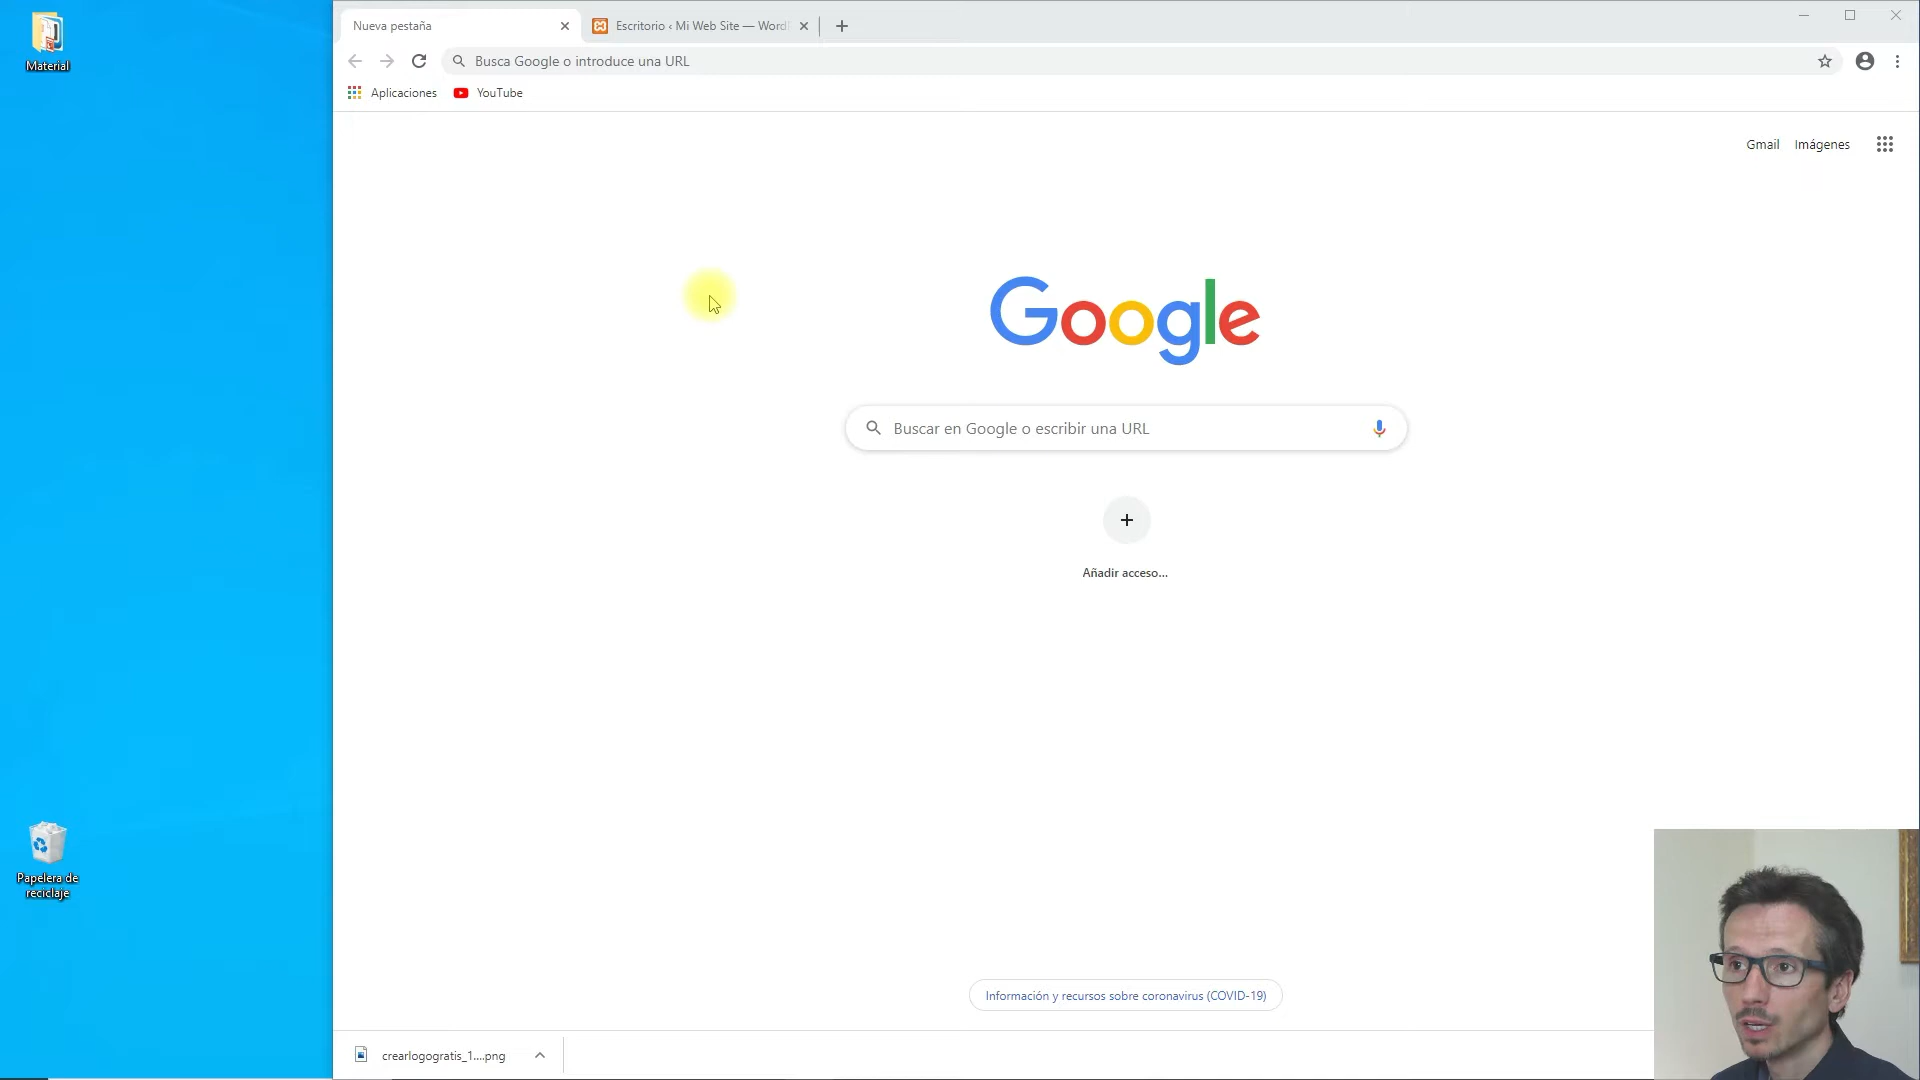 Material
Nueva pestaña
Escritorio ‹ Mi Web Site — Word
Busca Google o introduce una URL
Aplicaciones
YouTube
Gmail
Imágenes
Google
Buscar en Google o escribir una URL
Añadir acceso...
Papelera de
reciclaje
Información y recursos sobre coronavirus (COVID-19)
crearlogogratis_1....png